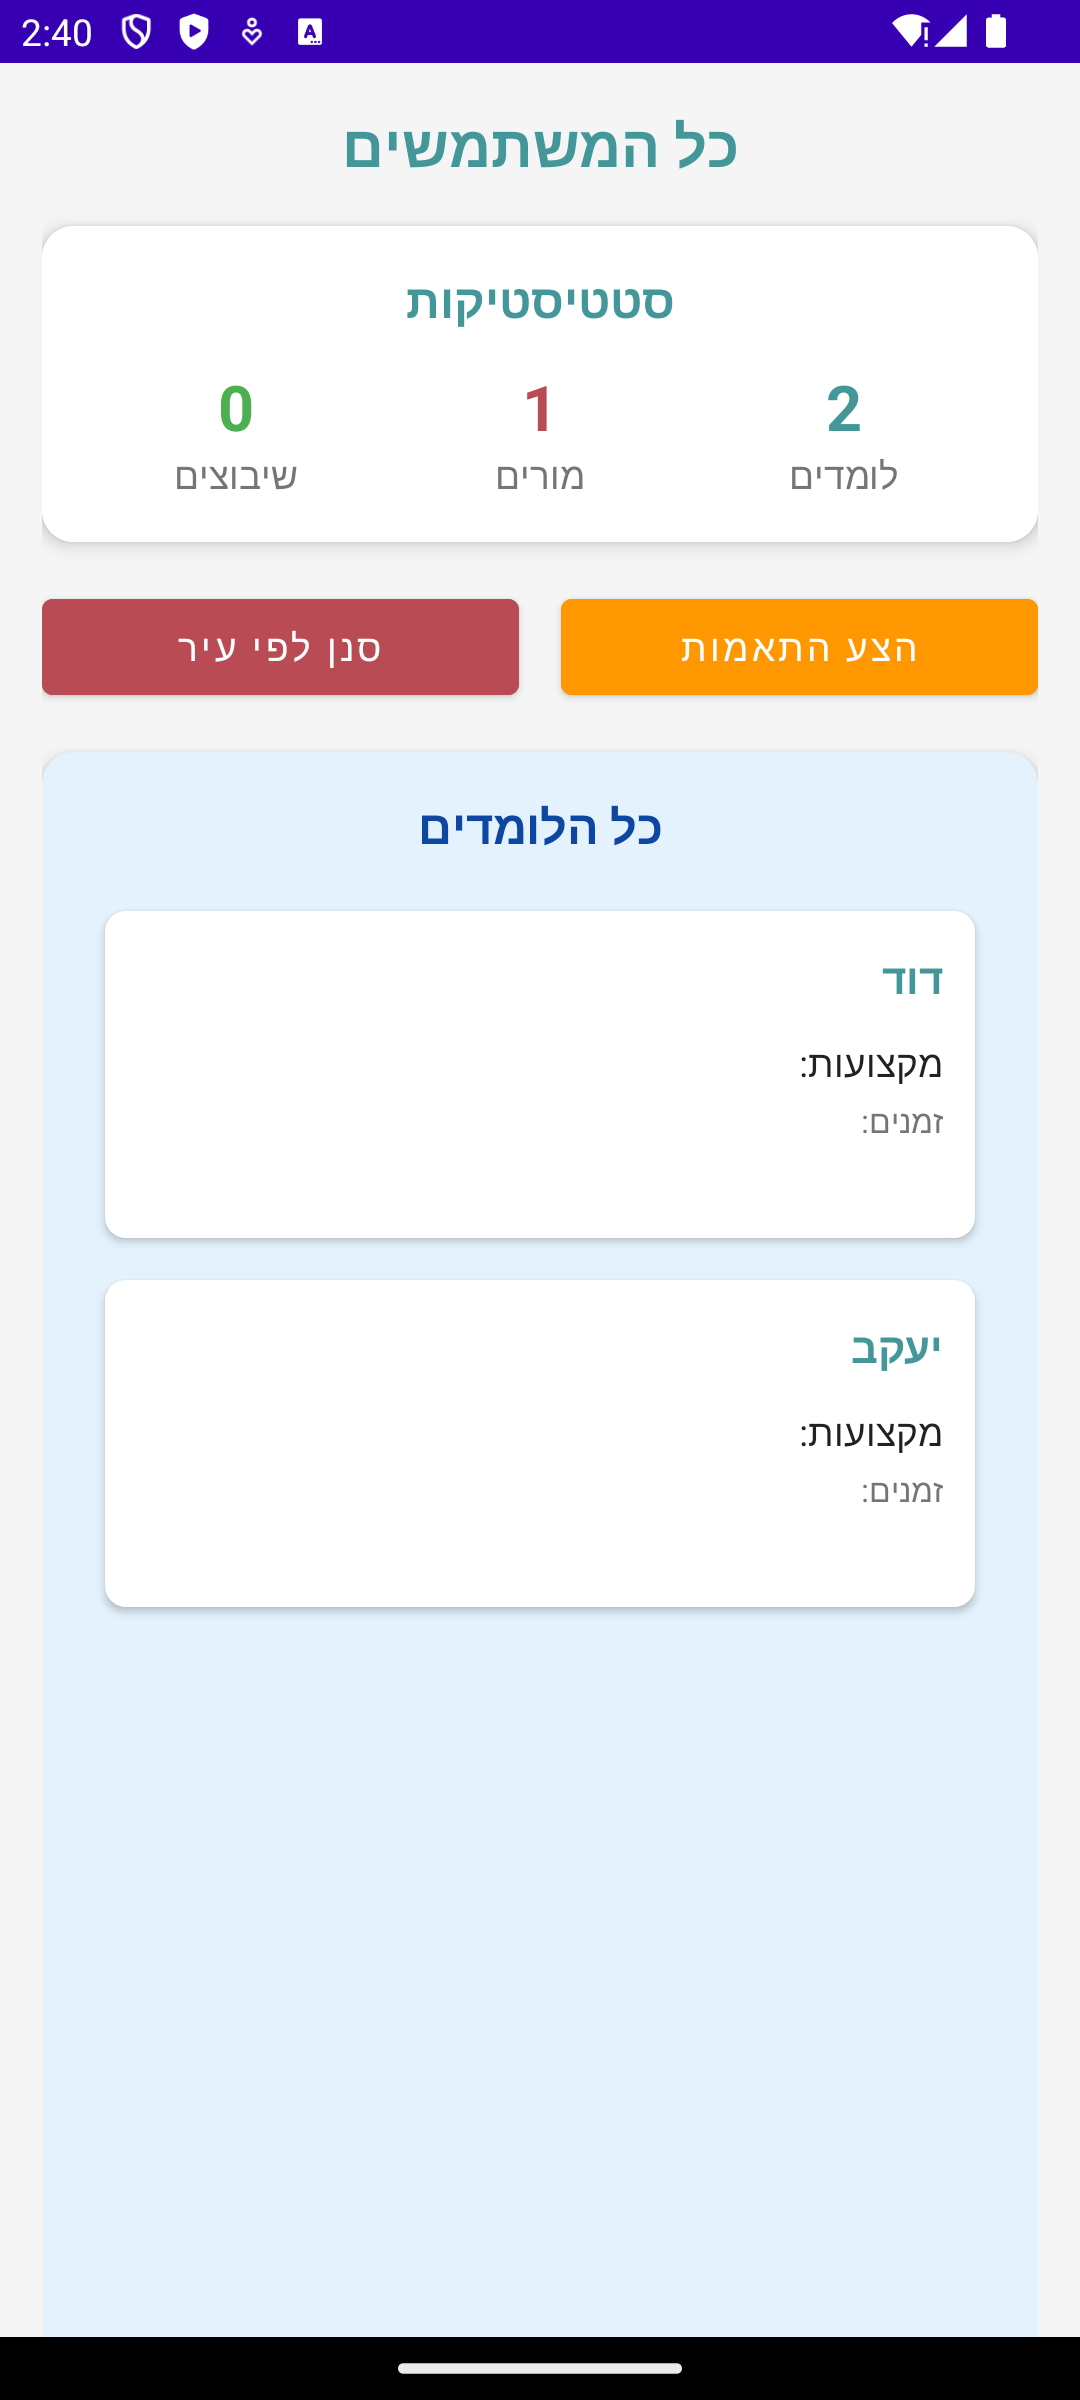 2:40
כל המשתמשים
סטטיסטיקות
2 1 0
לומדים מורים שיבוצים
הצע התאמות סנן לפי עיר
כל הלומדים
דוד
מקצועות:
זמנים:
יעקב
מקצועות:
זמנים: